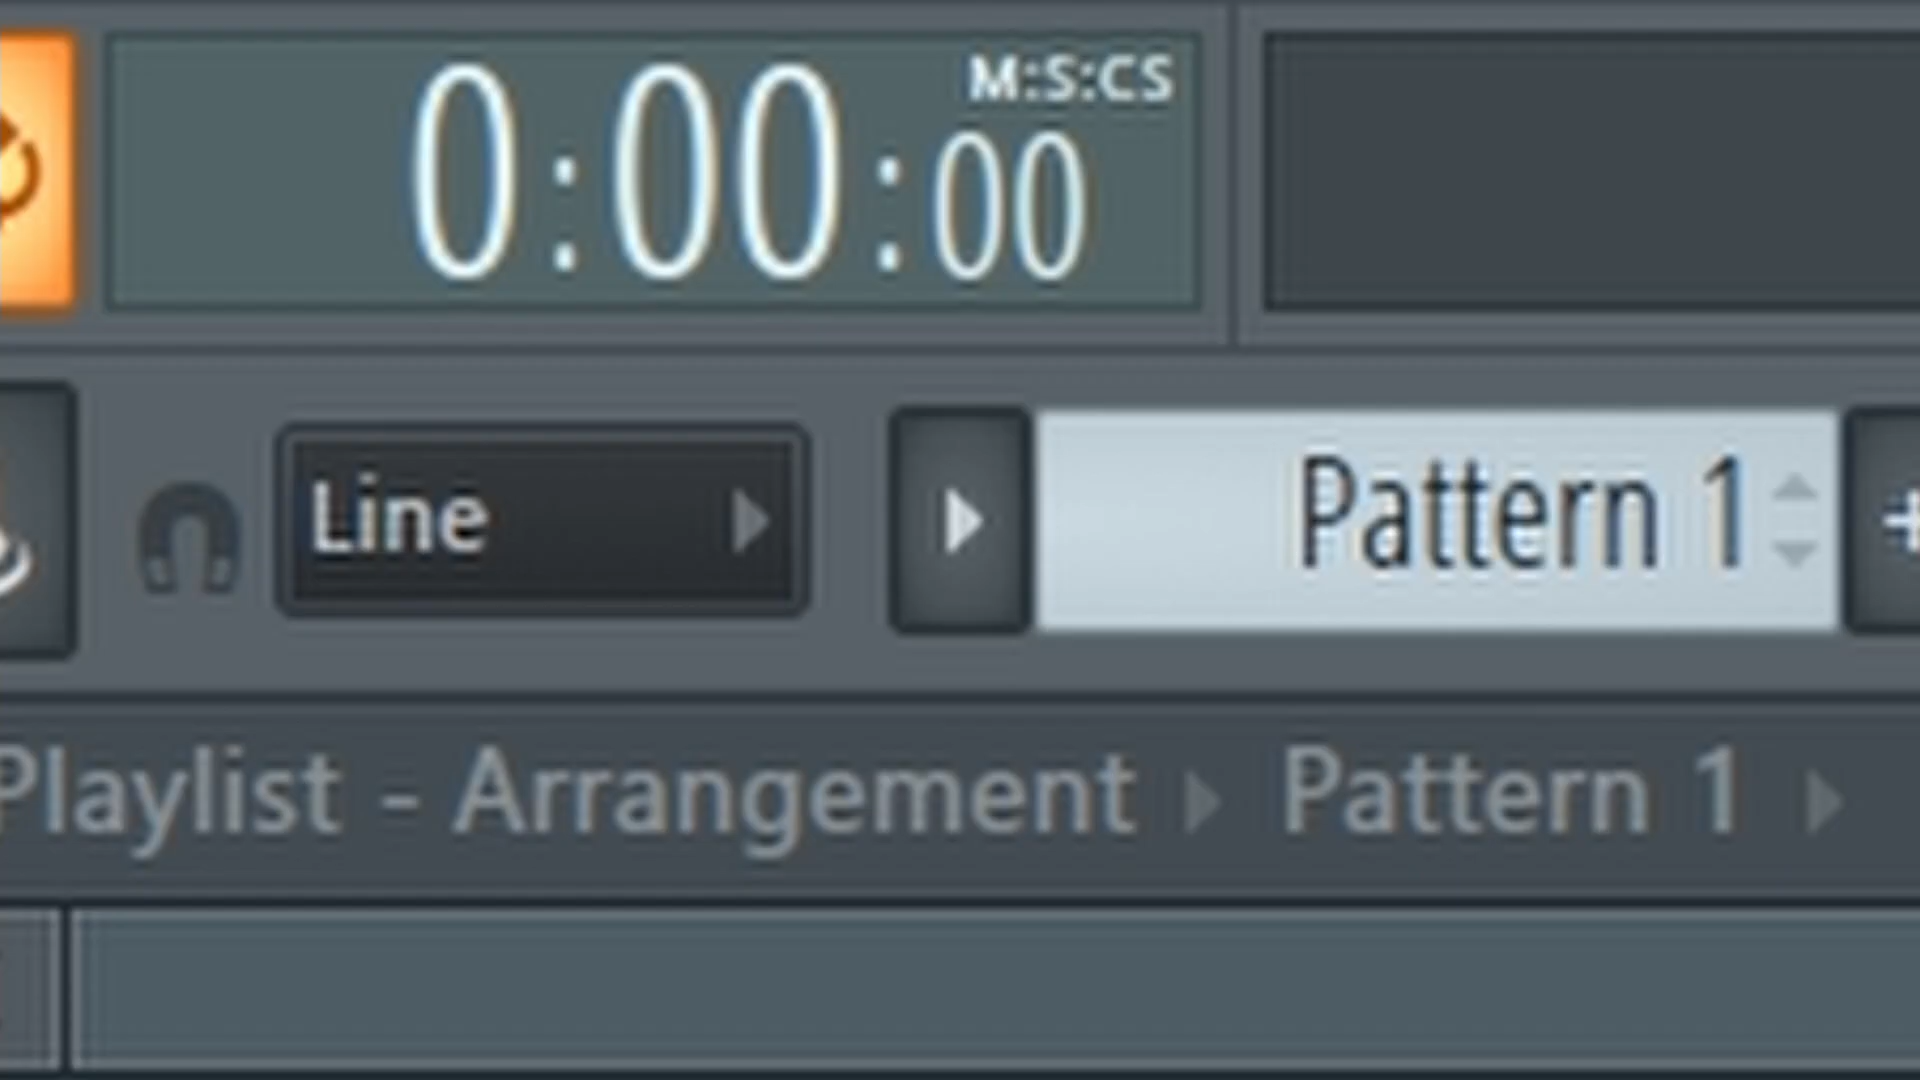 M:S:CS
0:00:00
Line
Pattern 1
Playlist - Arrangement Pattern 1